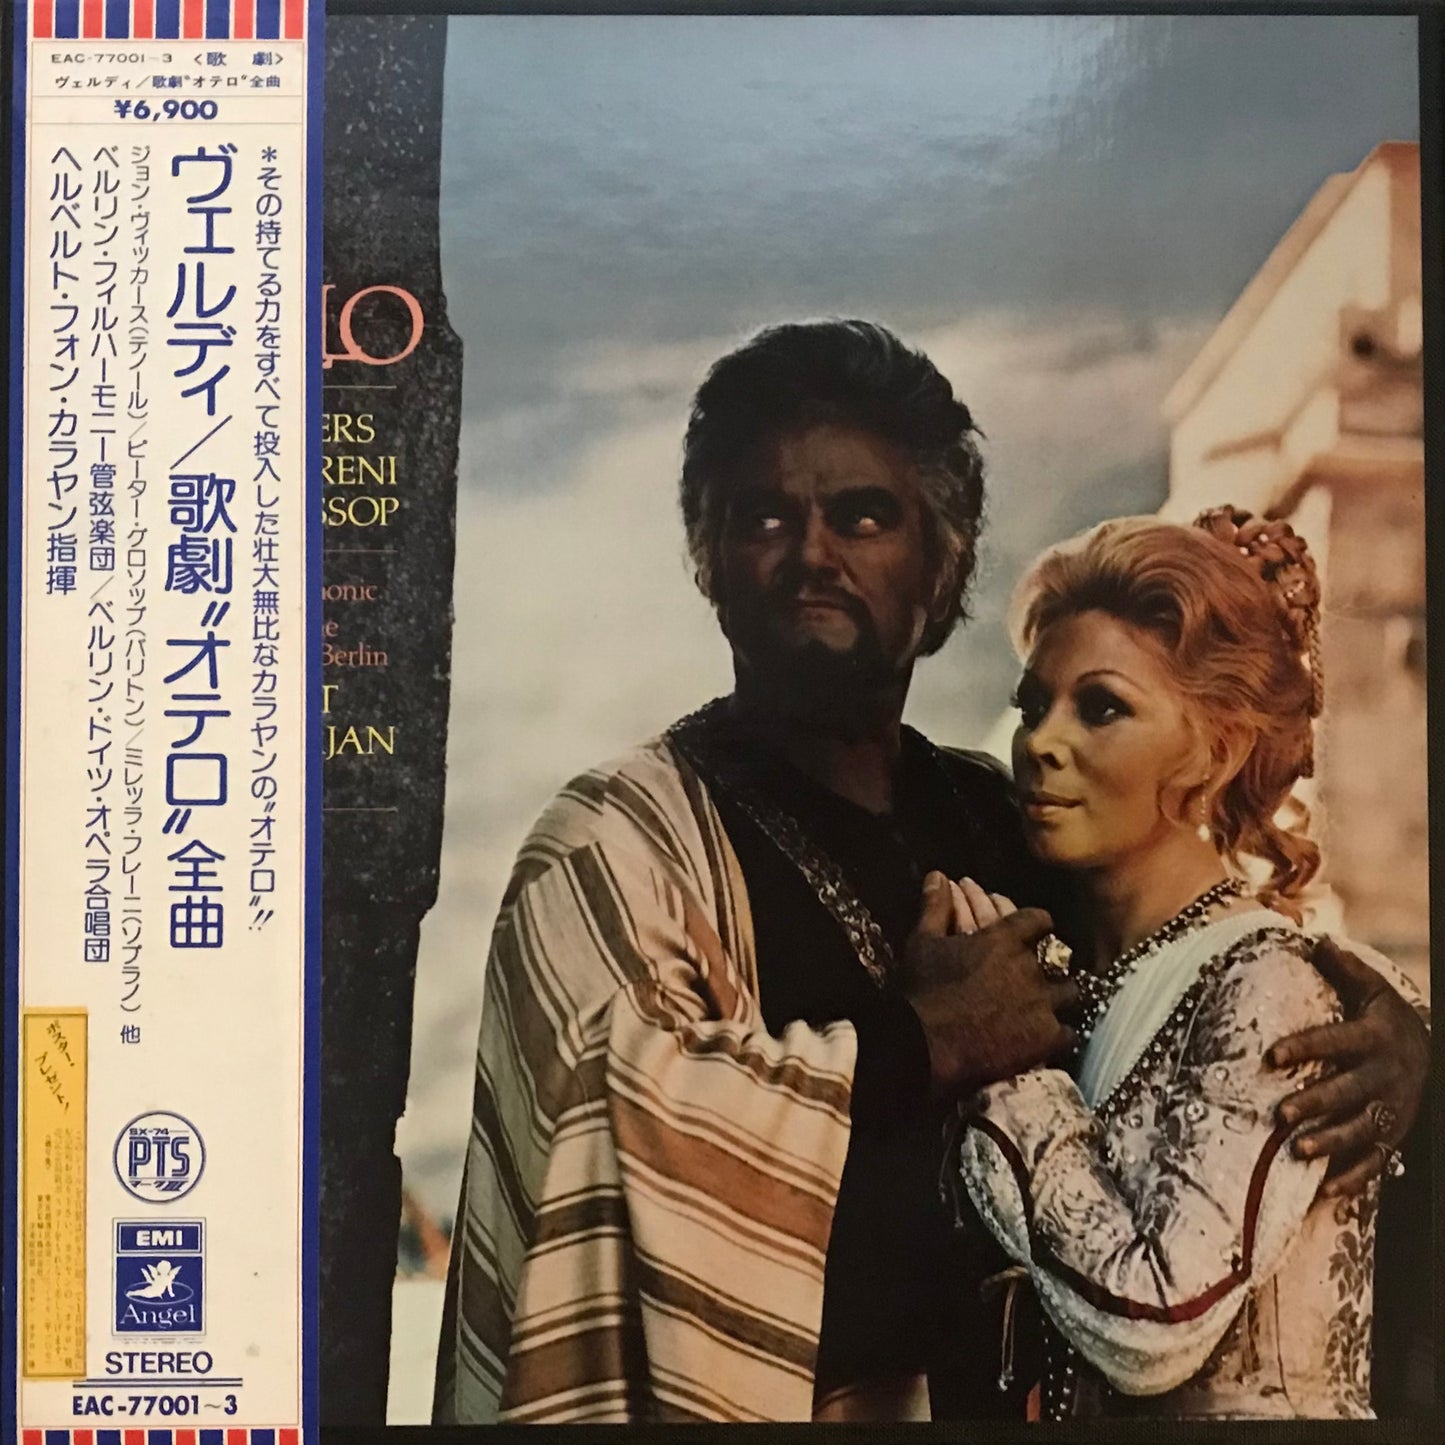 EAC-77001~3 〈歌 劇〉
ヴェルディ/歌劇〝オテロ〟全曲
¥6,900
*その持てる力をすべて投入した壮大無比なカラヤンの〝オテロ〟!!
ヴェルディ/歌劇〝オテロ〟全曲
ジョン・ヴィッカース(テノール)/ピーター・グロソップ(バリトン)/ミレッラ・フレーニ(ソプラノ) 他
ベルリン・フィルハーモニー管弦楽団/ベルリン・ドイツ・オペラ合唱団
ヘルベルト・フォン・カラヤン指揮
ポスター・
プレゼント!
SX-74
PTS
マークIII
EMI
Angel
STEREO
EAC-77001~3
LO
ERS
RENI
SSOP
onic
e
Berlin
T
JAN